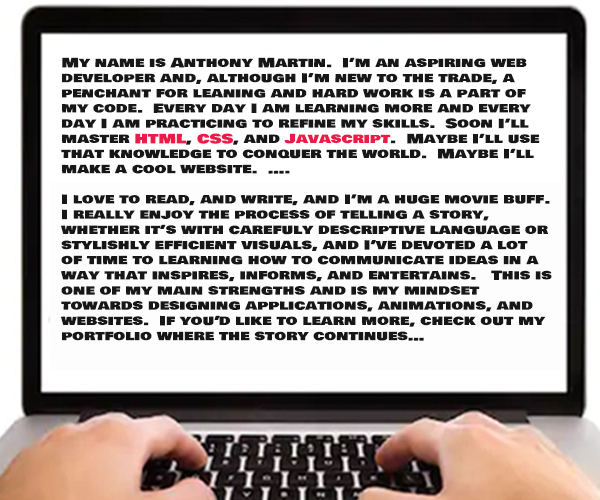 My name is Anthony Martin. I'm an aspiring web
developer and, although I'm new to the trade, a
penchant for leaning and hard work is a part of
my code. Every day I am learning more and every
day I am practicing to refine my skills. Soon I'll
master HTML, CSS, and Javascript. Maybe I'll use
that knowledge to conquer the world. Maybe I'll
make a cool website. ....
I love to read, and write, and I'm a huge movie buff.
I really enjoy the process of telling a story,
whether it's with carefuly descriptive language or
stylishly efficient visuals, and I've devoted a lot
of time to learning how to communicate ideas in a
way that inspires, informs, and entertains. This is
one of my main strengths and is my mindset
towards designing applications, animations, and
websites. If you'd like to learn more, check out my
portfolio where the story continues...